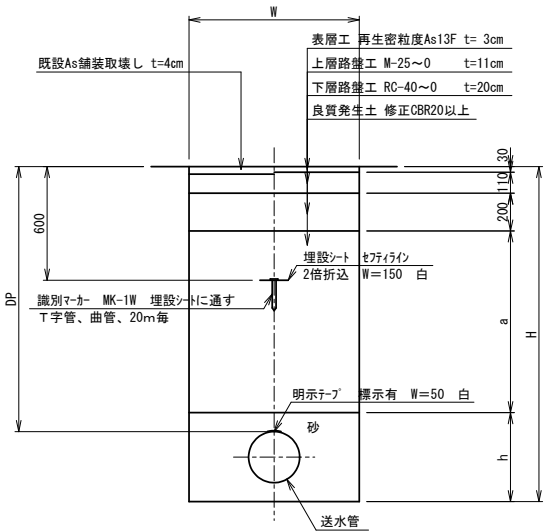 W
表層工 再生密粒度As13F t= 3cm
既設As舗装取壊し t=4cm
上層路盤工 M-25～0 t=11cm
下層路盤工 RC-40～0 t=20cm
良質発生土 修正CBR20以上
30
110
200
600
DP
埋設シート セフティライン
2倍折込 W=150 白
識別マーカー MK-1W 埋設シートに通す
T字管、曲管、20m毎
a
H
明示テープ 標示有 W=50 白
砂
h
送水管